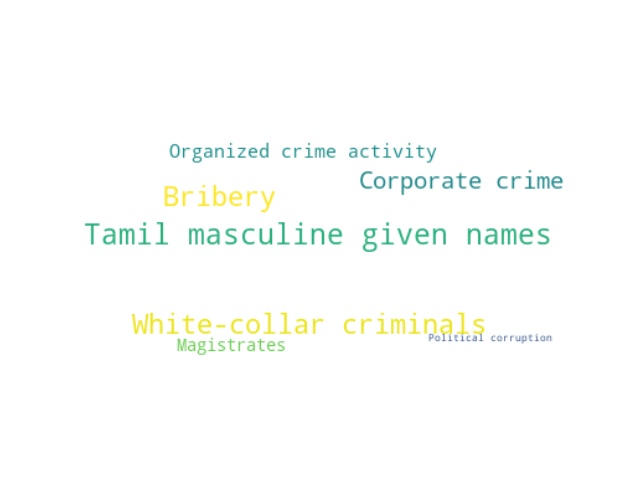 Organized crime activity
Corporate crime
Bribery
Tamil masculine given names
White-collar criminals
Political corruption
Magistrates